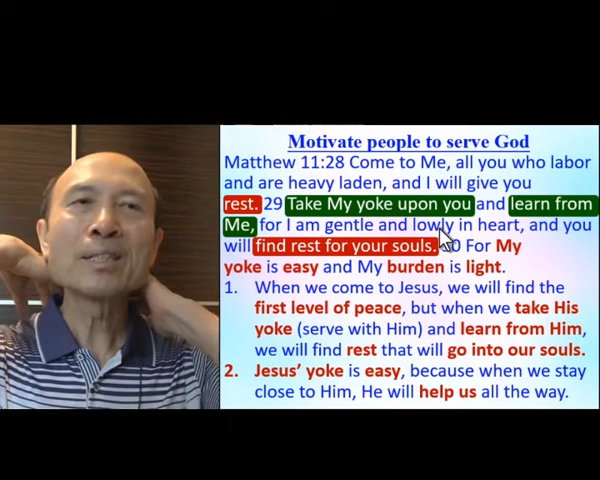 Motivate people to serve God
Matthew 11:28 Come to Me, all you who labor
and are heavy laden, and I will give you
rest. 29 Take My yoke upon you and learn from
Me, for I am gentle and lowly in heart, and you
will find rest for your souls. 0 For My
yoke is easy and My burden is light.
1. When we come to Jesus, we will find the
first level of peace, but when we take His
yoke (serve with Him) and learn from Him,
we will find rest that will go into our souls.
2. Jesus' yoke is easy, because when we stay
close to Him, He will help us all the way.